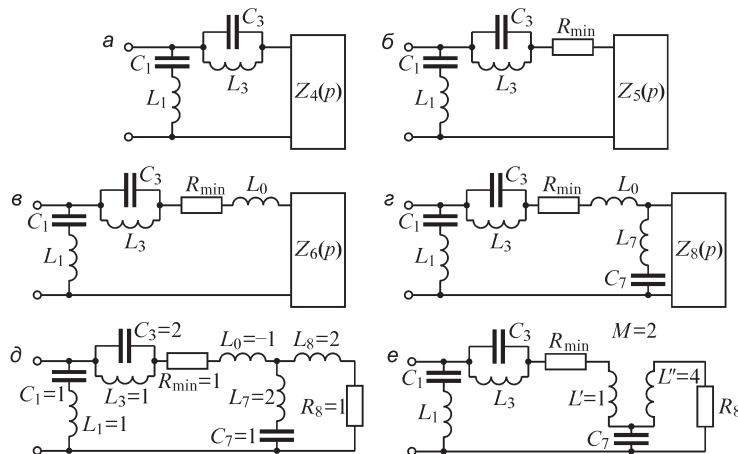 а
C3
C1
L3
L1
Z4(p)
б
C3
Rmin
C1
L3
L1
Z5(p)
в
C3
Rmin
L0
C1
L3
L1
Z6(p)
г
C3
Rmin
L0
C1
L3
L1
L7
C7
Z8(p)
д
C3=2
L0=–1
L8=2
C1=1
L3=1
Rmin=1
L7=2
R8=1
L1=1
C7=1
M=2
е
C3
Rmin
C1
L3
L′=1
L″=4
L1
C7
R8